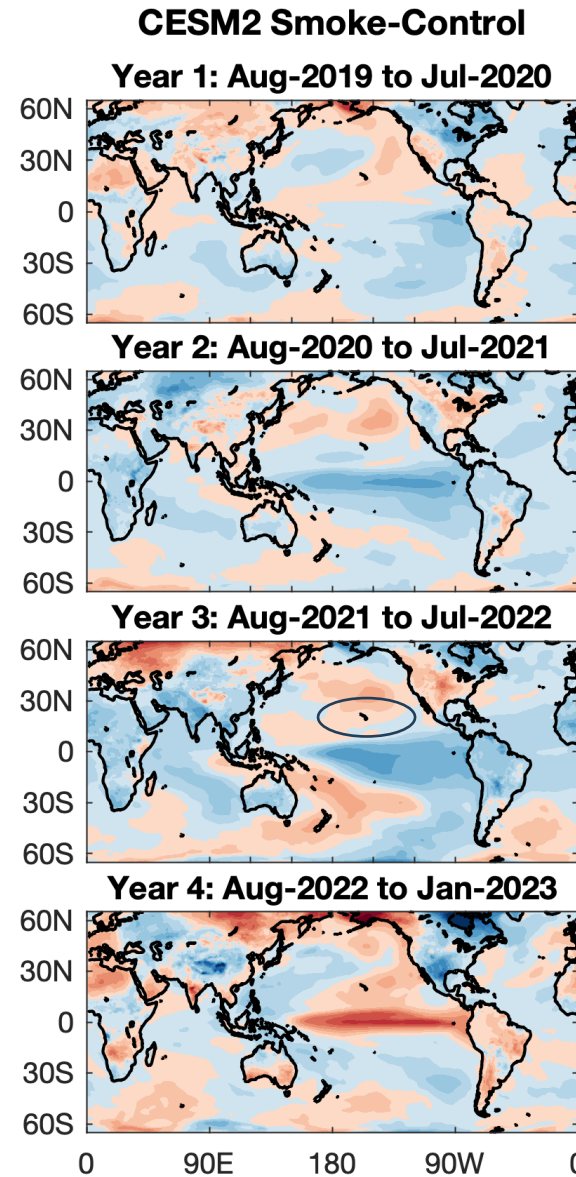 CESM2 Smoke-Control
Year 1: Aug-2019 to Jul-2020
60N
30N
0
30S
60S
Year 2: Aug-2020 to Jul-2021
60N
30N
0
30S
60S
Year 3: Aug-2021 to Jul-2022
60N
30N
0
30S
60S
Year 4: Aug-2022 to Jan-2023
60N
30N
0
30S
60S
0 90E 180 90W 0